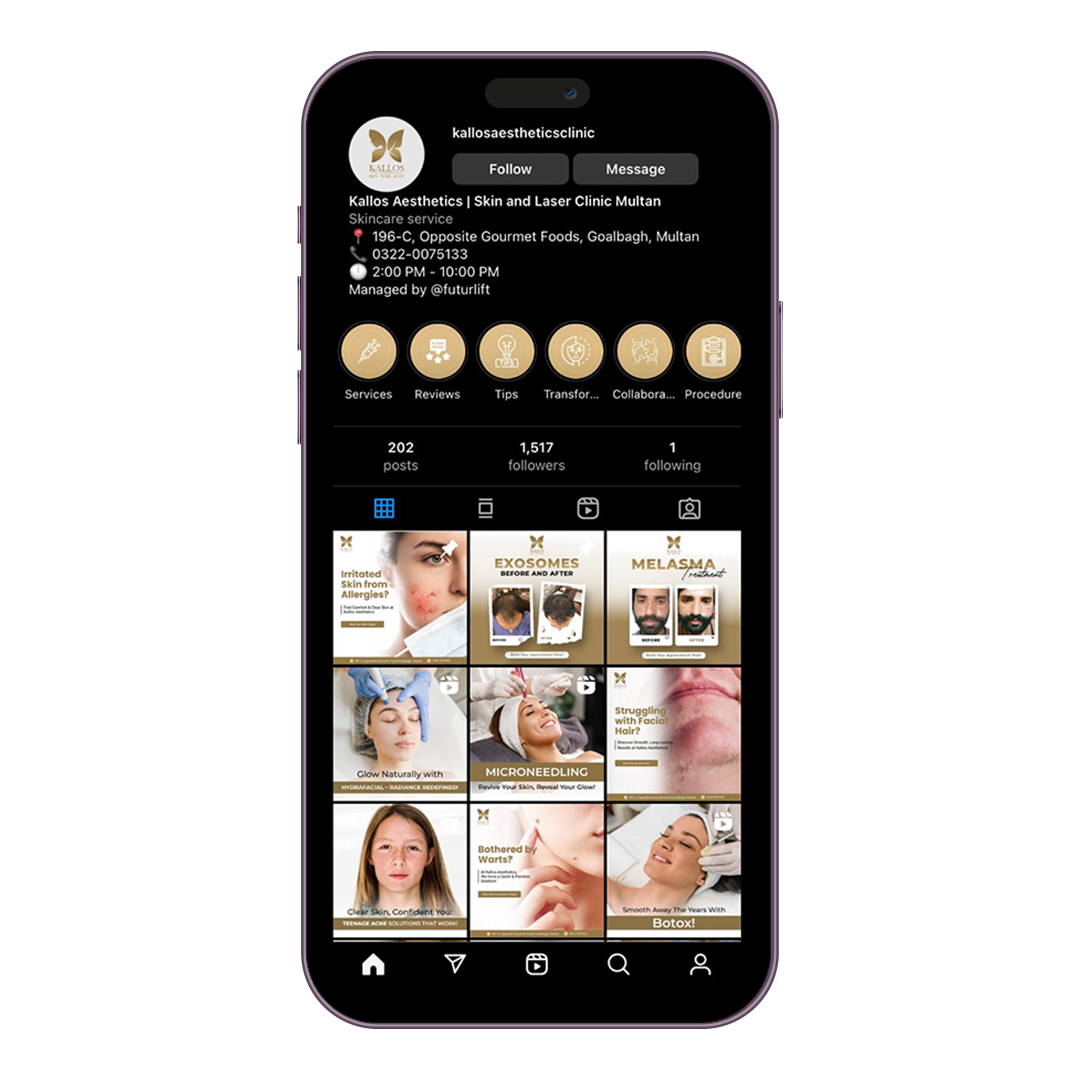 KALLOS
kallosaestheticsclinic
Follow
Message
Kallos Aesthetics | Skin and Laser Clinic Multan
Skincare service
196-C, Opposite Gourmet Foods, Goalbagh, Multan
0322-0075133
2:00 PM - 10:00 PM
Managed by @futurlift
TIPS
Services
Reviews
Tips
Transfor...
Collabora...
Procedure
202
posts
1,517
followers
1
following
Irritated
Skin from
Allergies?
Find Comfort & Clear Skin at
Kallos Aesthetics
EXOSOMES
BEFORE AND AFTER
BEFORE
AFTER
Book Your Appointment Now!
MELASMA
Treatment
BEFORE
AFTER
Book Your Appointment Now!
Glow Naturally with
HYDRAFACIAL - RADIANCE REDEFINED!
MICRONEEDLING
Revive Your Skin, Reveal Your Glow!
Struggling
with Facial
Hair?
Discover Smooth, Long-Lasting
Results at Kallos Aesthetics!
Clear Skin, Confident You:
TEENAGE ACNE SOLUTIONS THAT WORK!
Bothered by
Warts?
At Kallos Aesthetics,
We have a Quick & Painless
Solution!
Smooth Away The Years With
Botox!